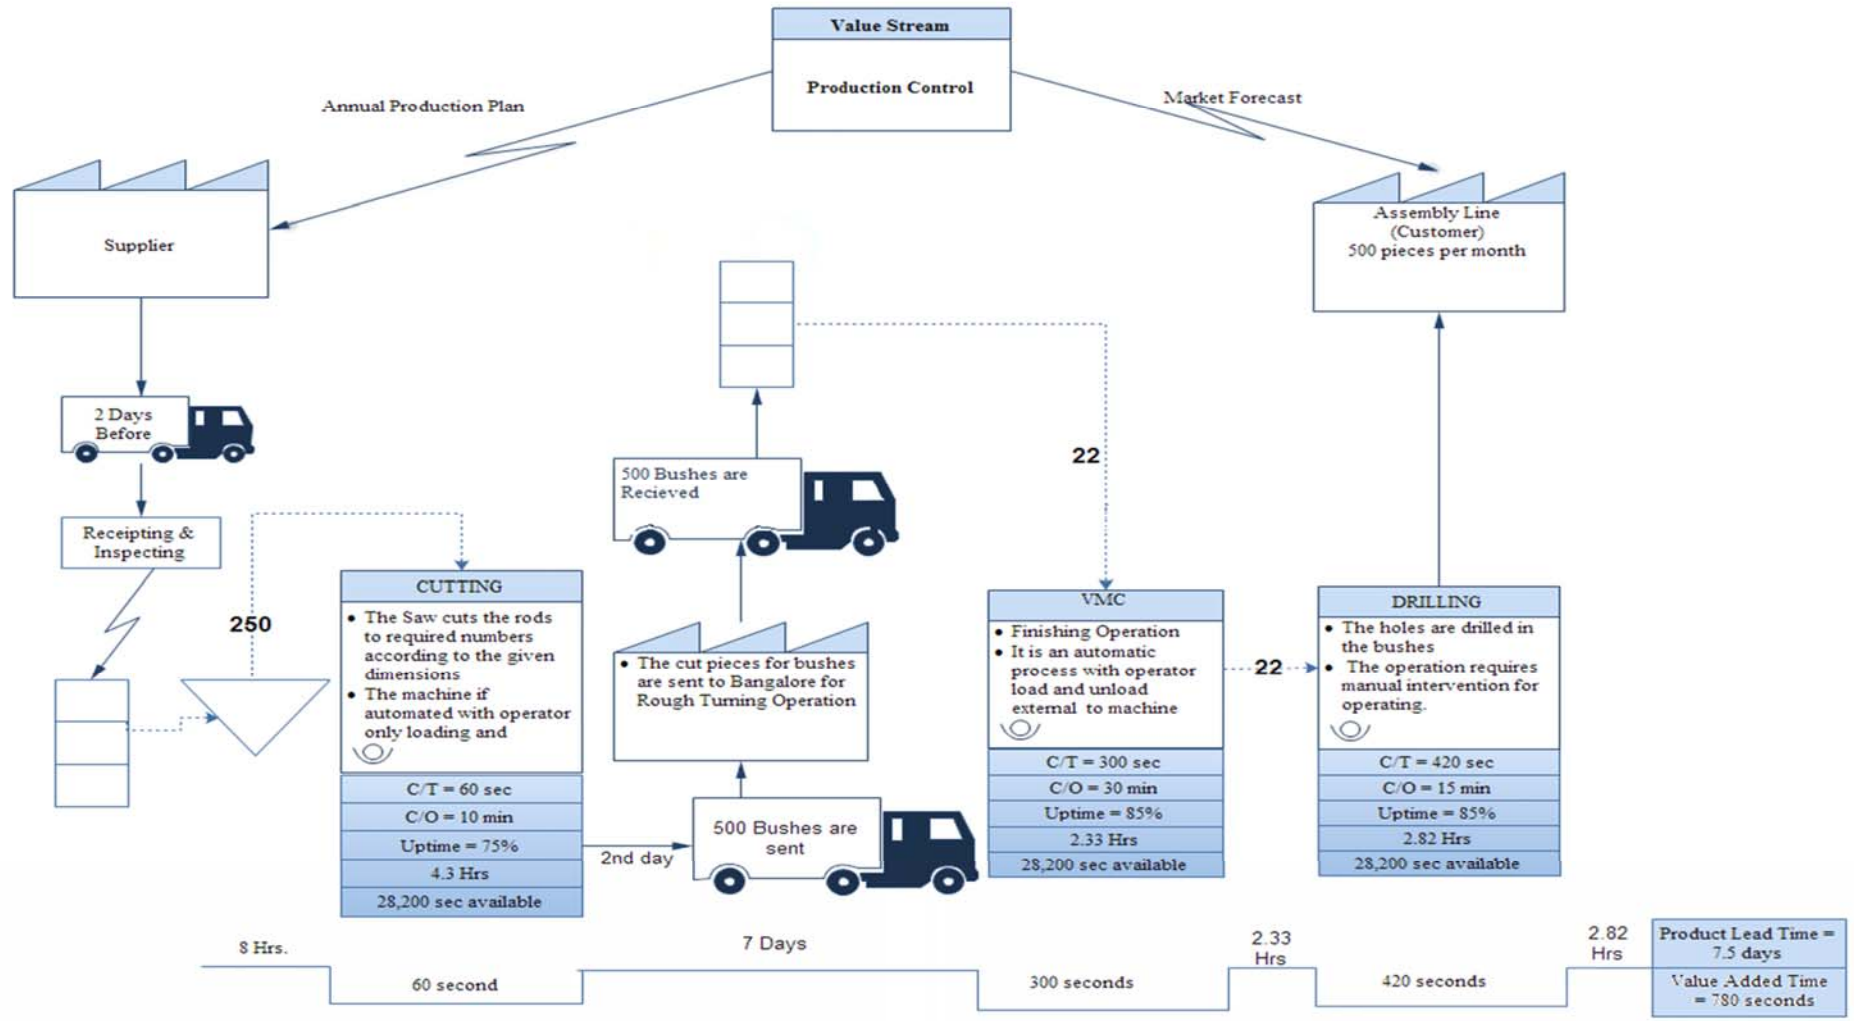 Value Stream
Production Control
Annual Production Plan
Market Forecast
Supplier
Assembly Line
(Customer)
500 pieces per month
2 Days
Before
Receipting &
Inspecting
250
500 Bushes are
Recieved
22
CUTTING
• The Saw cuts the rods
to required numbers
according to the given
dimensions
• The machine if
automated with operator
only loading and
C/T = 60 sec
C/O = 10 min
Uptime = 75%
4.3 Hrs
28,200 sec available
• The cut pieces for bushes
are sent to Bangalore for
Rough Turning Operation
2nd day
500 Bushes are
sent
VMC
• Finishing Operation
• It is an automatic
process with operator
load and unload
external to machine
C/T = 300 sec
C/O = 30 min
Uptime = 85%
2.33 Hrs
28,200 sec available
22
DRILLING
• The holes are drilled in
the bushes
• The operation requires
manual intervention for
operating.
C/T = 420 sec
C/O = 15 min
Uptime = 85%
2.82 Hrs
28,200 sec available
8 Hrs.
60 second
7 Days
300 seconds
2.33
Hrs
420 seconds
2.82
Hrs
Product Lead Time =
7.5 days
Value Added Time
= 780 seconds